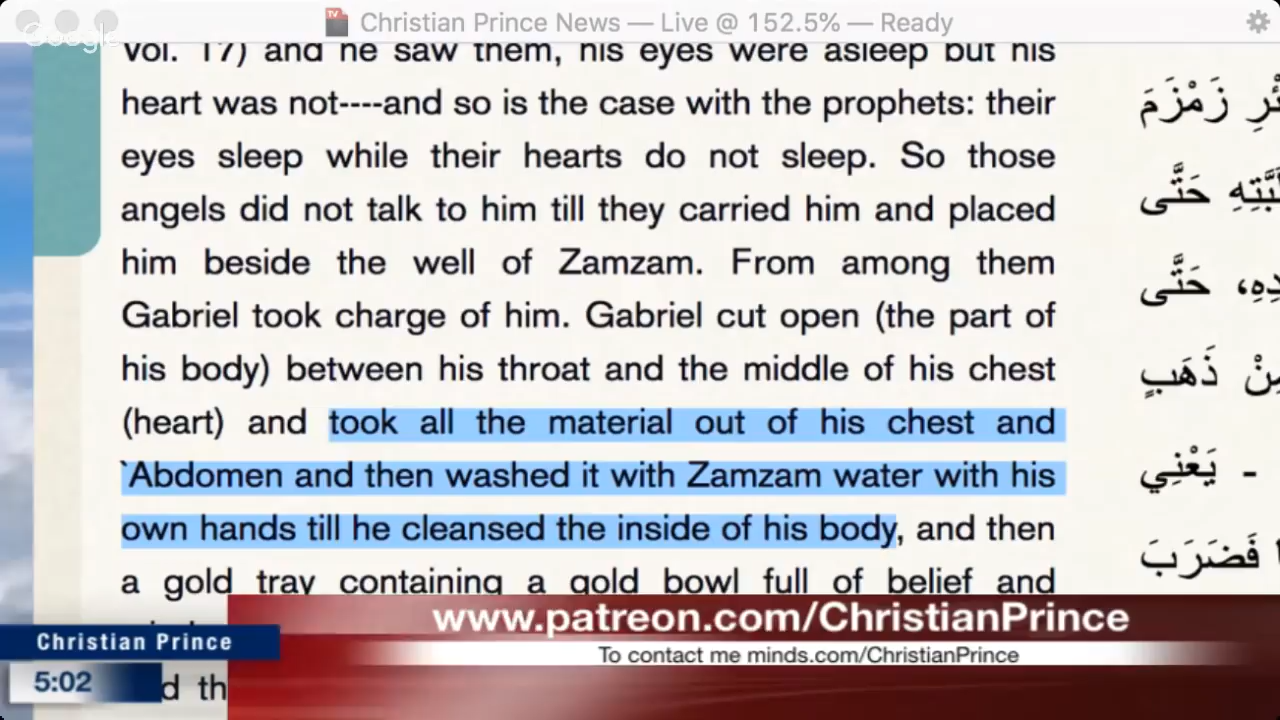 Christian Prince News — Live @ 152.5% — Ready
Google
Vol. 17) and he saw them, his eyes were asleep but his
heart was not----and so is the case with the prophets: their
eyes sleep while their hearts do not sleep. So those
angels did not talk to him till they carried him and placed
him beside the well of Zamzam. From among them
Gabriel took charge of him. Gabriel cut open (the part of
his body) between his throat and the middle of his chest
(heart) and took all the material out of his chest and
`Abdomen and then washed it with Zamzam water with his
own hands till he cleansed the inside of his body, and then
a gold tray containing a gold bowl full of belief and
d th
زَمْزَمَ
حَتَّى
حَتَّى
ذَهَبٍ
- يَعْنِي
فَضَرَبَ
www.patreon.com/ChristianPrince
To contact me minds.com/ChristianPrince
Christian Prince
5:02